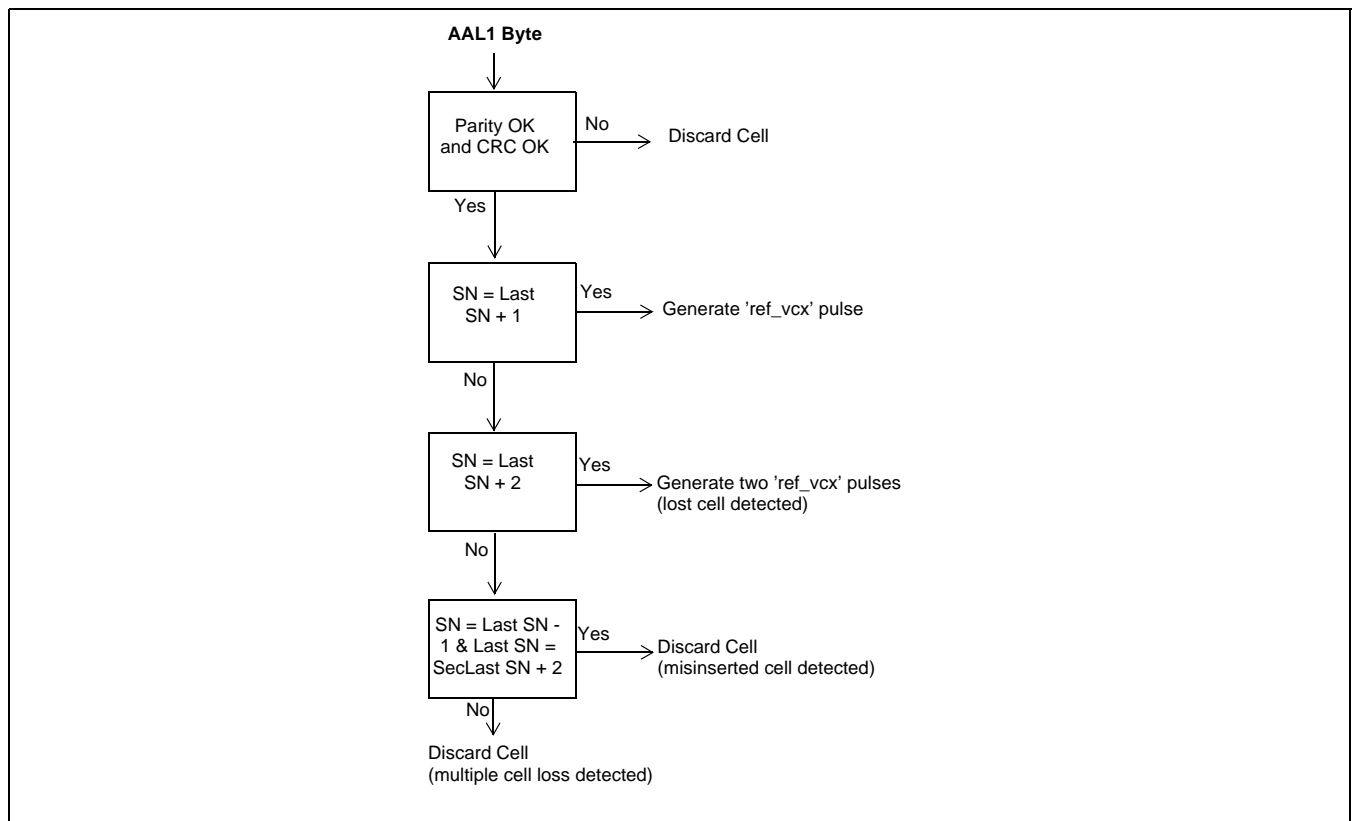 AAL1 Byte
Parity OK
and CRC OK
No
Discard Cell
Yes
SN = Last
SN + 1
Yes
Generate 'ref_vcx' pulse
No
SN = Last
SN + 2
Yes
Generate two 'ref_vcx' pulses
(lost cell detected)
No
SN = Last SN -
1 & Last SN =
SecLast SN + 2
Yes
Discard Cell
(misinserted cell detected)
No
Discard Cell
(multiple cell loss detected)